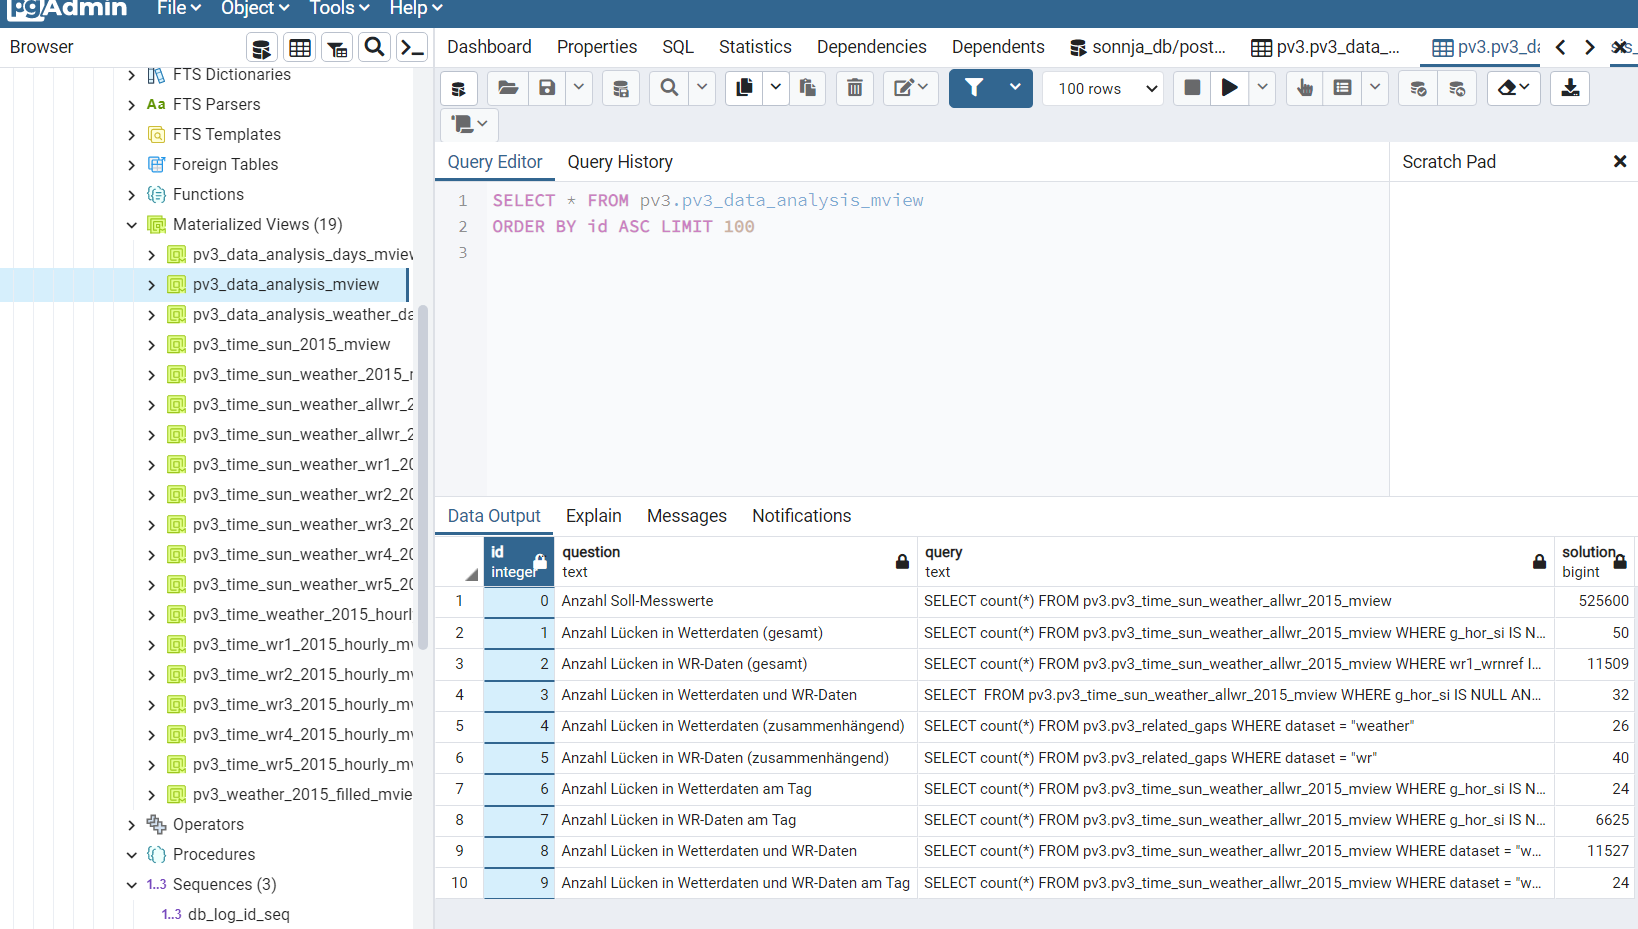 pgAdmin File Object Tools Help
Browser
Dashboard Properties SQL Statistics Dependencies Dependents sonnja_db/post... pv3.pv3_data_... pv3.pv3_da
100 rows
FTS Dictionaries
FTS Parsers
FTS Templates
Foreign Tables
Functions
Materialized Views (19)
pv3_data_analysis_days_mview
pv3_data_analysis_mview
pv3_data_analysis_weather_da
pv3_time_sun_2015_mview
pv3_time_sun_weather_2015_r
pv3_time_sun_weather_allwr_2
pv3_time_sun_weather_allwr_2
pv3_time_sun_weather_wr1_20
pv3_time_sun_weather_wr2_20
pv3_time_sun_weather_wr3_20
pv3_time_sun_weather_wr4_20
pv3_time_sun_weather_wr5_20
pv3_time_weather_2015_hourl
pv3_time_wr1_2015_hourly_mv
pv3_time_wr2_2015_hourly_mv
pv3_time_wr3_2015_hourly_mv
pv3_time_wr4_2015_hourly_mv
pv3_time_wr5_2015_hourly_mv
pv3_weather_2015_filled_mvie
Operators
Procedures
1..3 Sequences (3)
1..3 db_log_id_seq
Query Editor Query History
Scratch Pad
1 SELECT * FROM pv3.pv3_data_analysis_mview
2 ORDER BY id ASC LIMIT 100
3
Data Output Explain Messages Notifications
id question query solution
integer text text bigint
1 0 Anzahl Soll-Messwerte SELECT count(*) FROM pv3.pv3_time_sun_weather_allwr_2015_mview 525600
2 1 Anzahl Lücken in Wetterdaten (gesamt) SELECT count(*) FROM pv3.pv3_time_sun_weather_allwr_2015_mview WHERE g_hor_si IS N... 50
3 2 Anzahl Lücken in WR-Daten (gesamt) SELECT count(*) FROM pv3.pv3_time_sun_weather_allwr_2015_mview WHERE wr1_wrnref I... 11509
4 3 Anzahl Lücken in Wetterdaten und WR-Daten SELECT FROM pv3.pv3_time_sun_weather_allwr_2015_mview WHERE g_hor_si IS NULL AN... 32
5 4 Anzahl Lücken in Wetterdaten (zusammenhängend) SELECT count(*) FROM pv3.pv3_related_gaps WHERE dataset = "weather" 26
6 5 Anzahl Lücken in WR-Daten (zusammenhängend) SELECT count(*) FROM pv3.pv3_related_gaps WHERE dataset = "wr" 40
7 6 Anzahl Lücken in Wetterdaten am Tag SELECT count(*) FROM pv3.pv3_time_sun_weather_allwr_2015_mview WHERE g_hor_si IS N... 24
8 7 Anzahl Lücken in WR-Daten am Tag SELECT count(*) FROM pv3.pv3_time_sun_weather_allwr_2015_mview WHERE g_hor_si IS N... 6625
9 8 Anzahl Lücken in Wetterdaten und WR-Daten SELECT count(*) FROM pv3.pv3_time_sun_weather_allwr_2015_mview WHERE dataset = "w... 11527
10 9 Anzahl Lücken in Wetterdaten und WR-Daten am Tag SELECT count(*) FROM pv3.pv3_time_sun_weather_allwr_2015_mview WHERE dataset = "w... 24